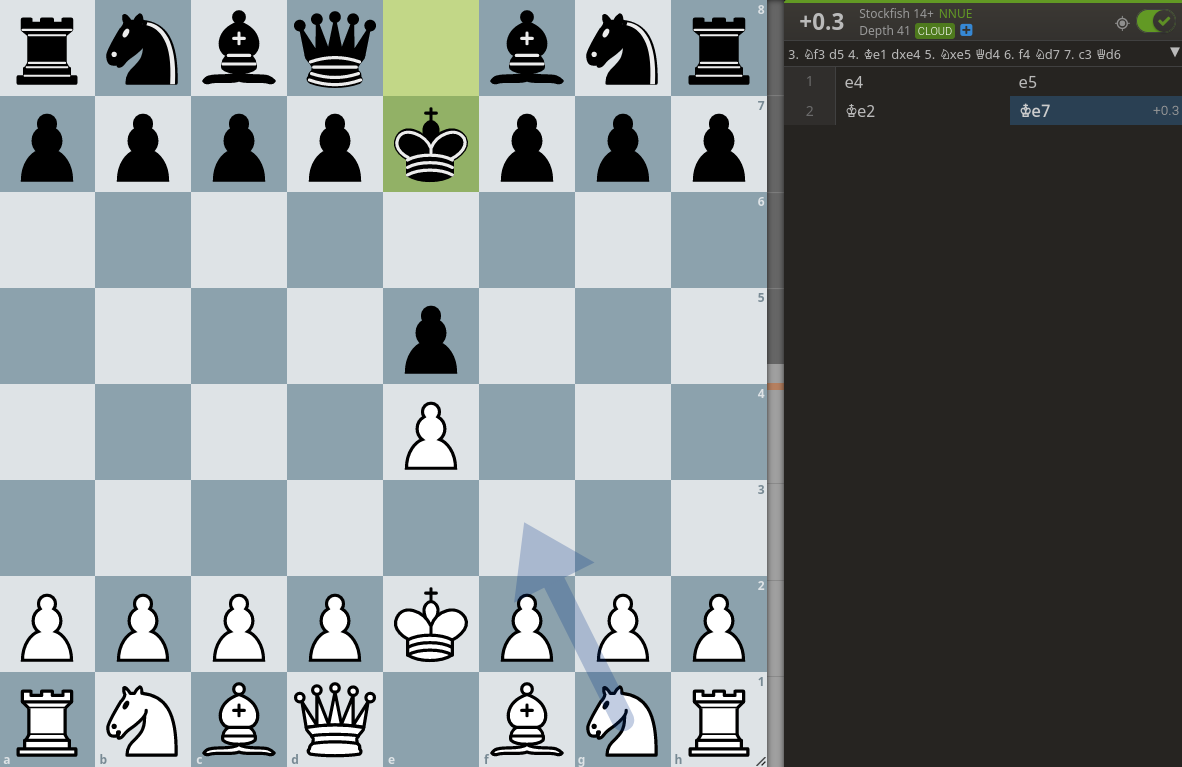 8
7
6
5
4
3
2
1
a b c d e f g h
+0.3
Stockfish 14+ NNUE
Depth 41 CLOUD
3. ♘f3 d5 4. ♔e1 dxe4 5. ♘xe5 ♕d4 6. f4 ♘d7 7. c3 ♕d6
1 e4 e5
2 ♔e2 ♔e7 +0.3